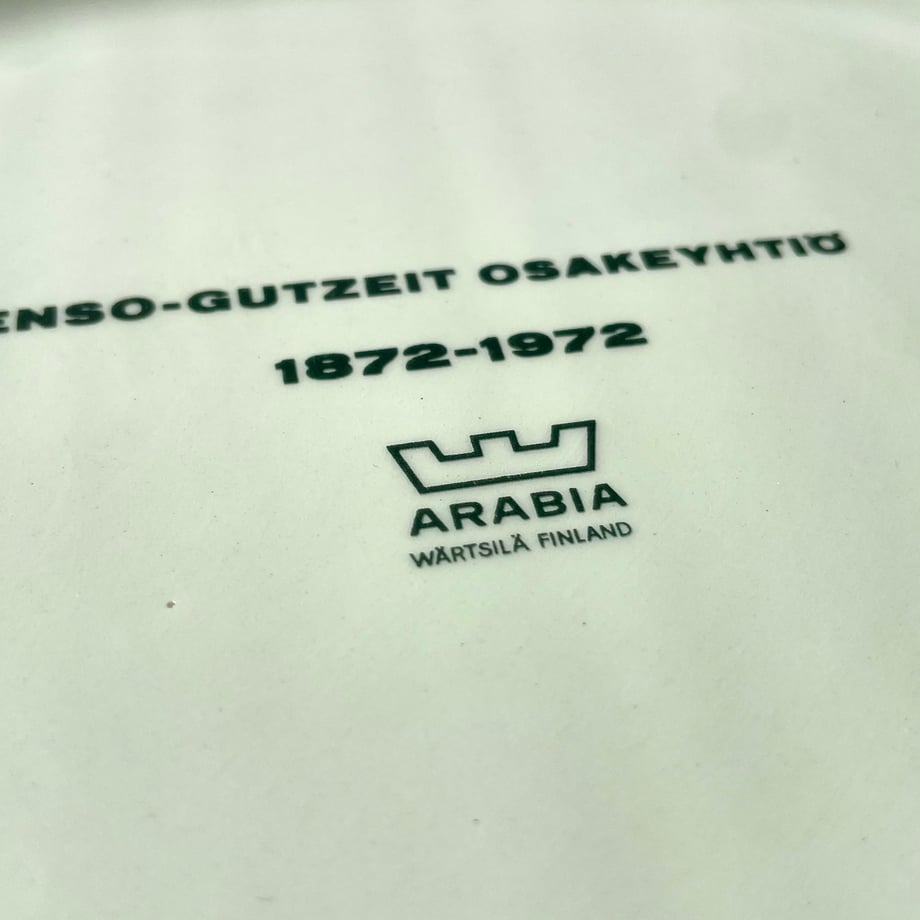 ENSO-GUTZEIT OSAKEYHTIÖ
1872-1972
ARABIA
WÄRTSILÄ FINLAND